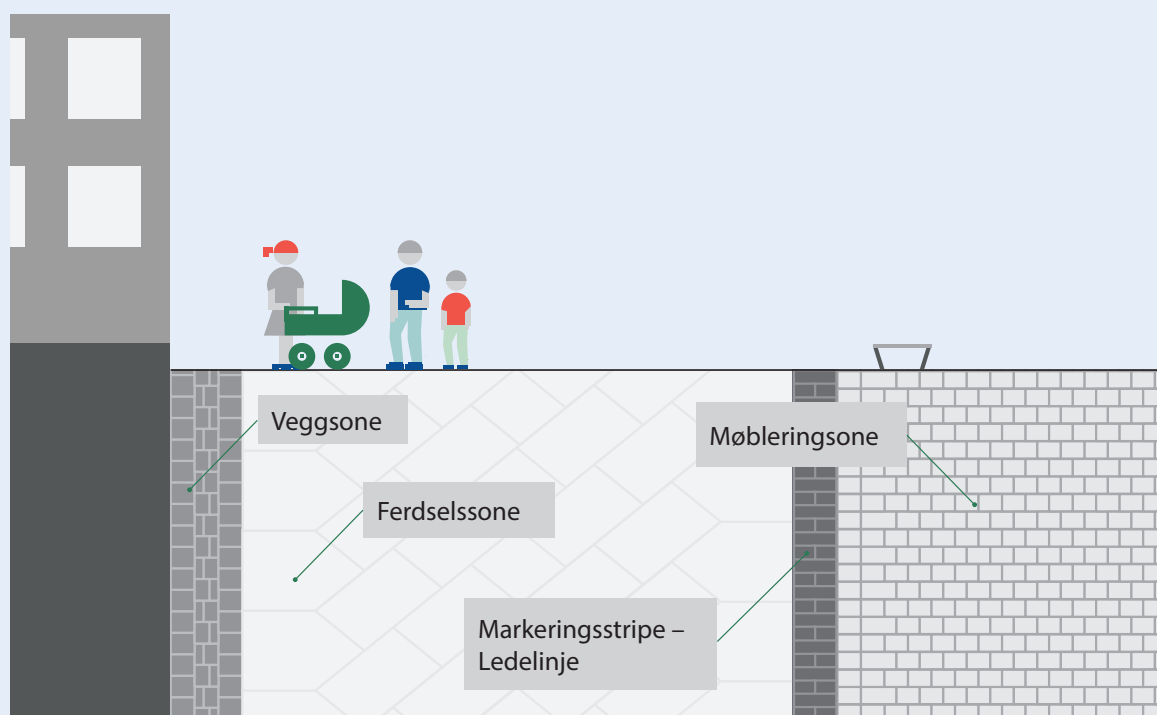 Veggsone
Møbleringsone
Ferdselssone
Markeringsstripe –
Ledelinje